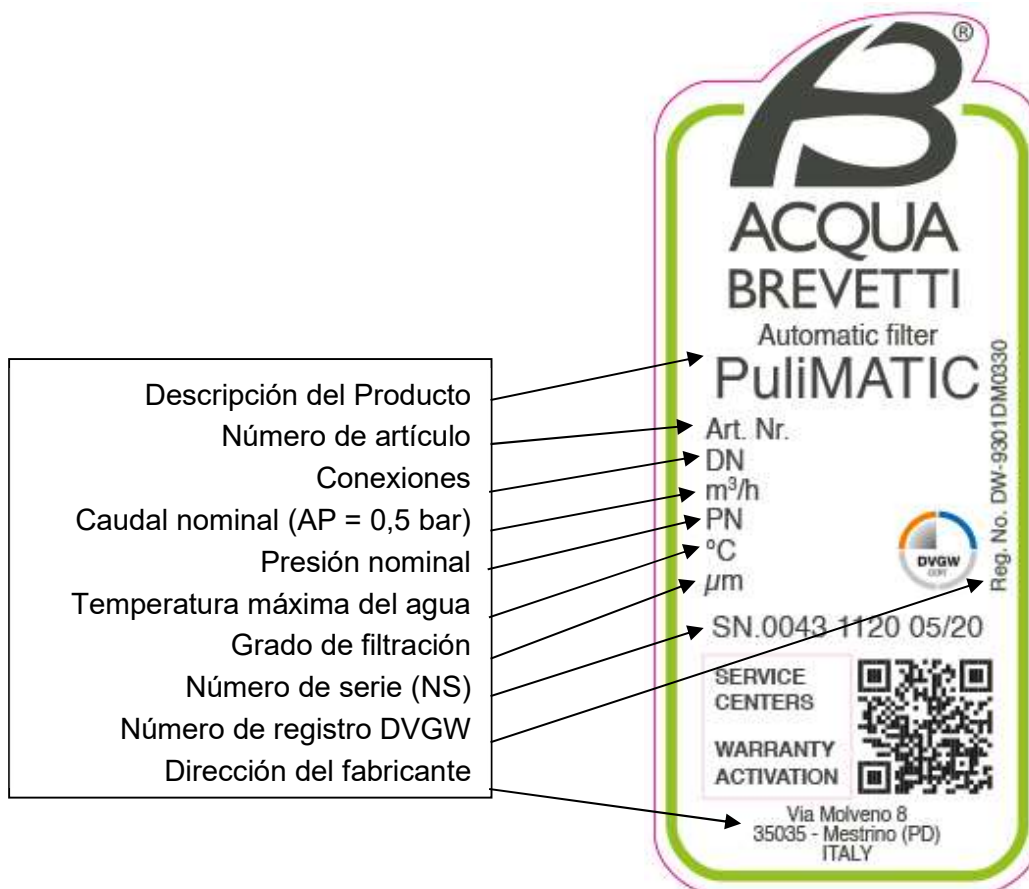 Descripción del Producto
Número de artículo
Conexiones
Caudal nominal (AP = 0,5 bar)
Presión nominal
Temperatura máxima del agua
Grado de filtración
Número de serie (NS)
Número de registro DVGW
Dirección del fabricante
®
ACQUA
BREVETTI
Automatic filter
PuliMATIC
Art. Nr.
DN
m³/h
PN
ºC
µm
DVGW
CERT
Reg. No. DW-9301DM0330
SN.0043 1120 05/20
SERVICE
CENTERS
WARRANTY
ACTIVATION
Via Molveno 8
35035 - Mestrino (PD)
ITALY